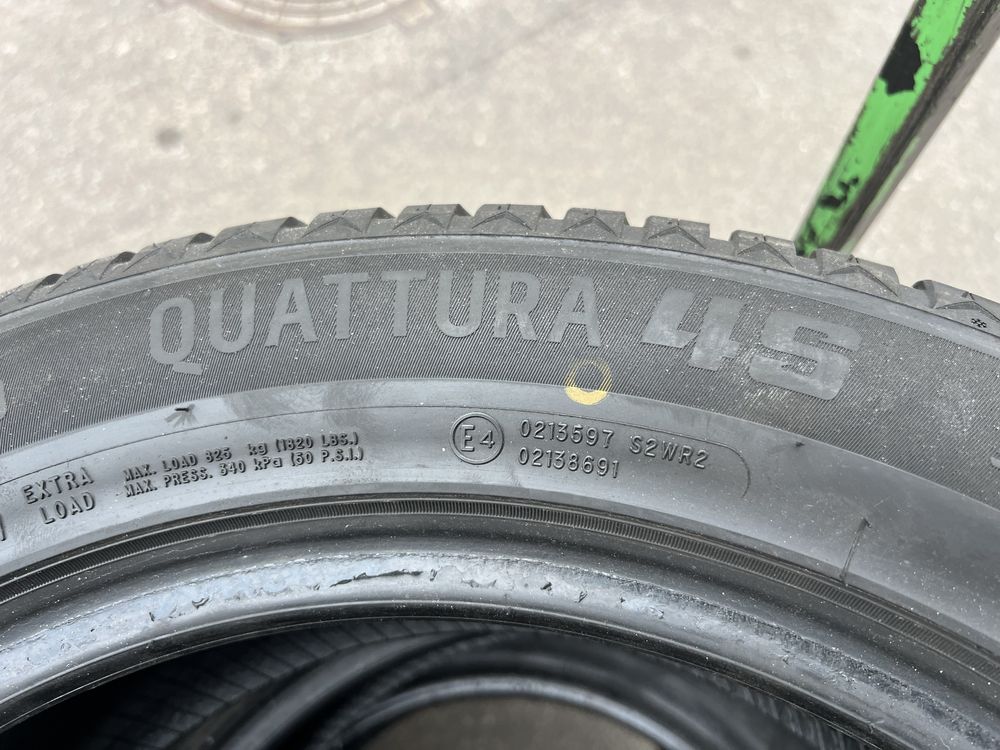 QUATTURA 4S
EXTRA
LOAD
MAX. LOAD 825 kg (1820 LBS.)
MAX. PRESS. 340 kPa (50 P.S.I.)
E4
0213597 S2WR2
02138691